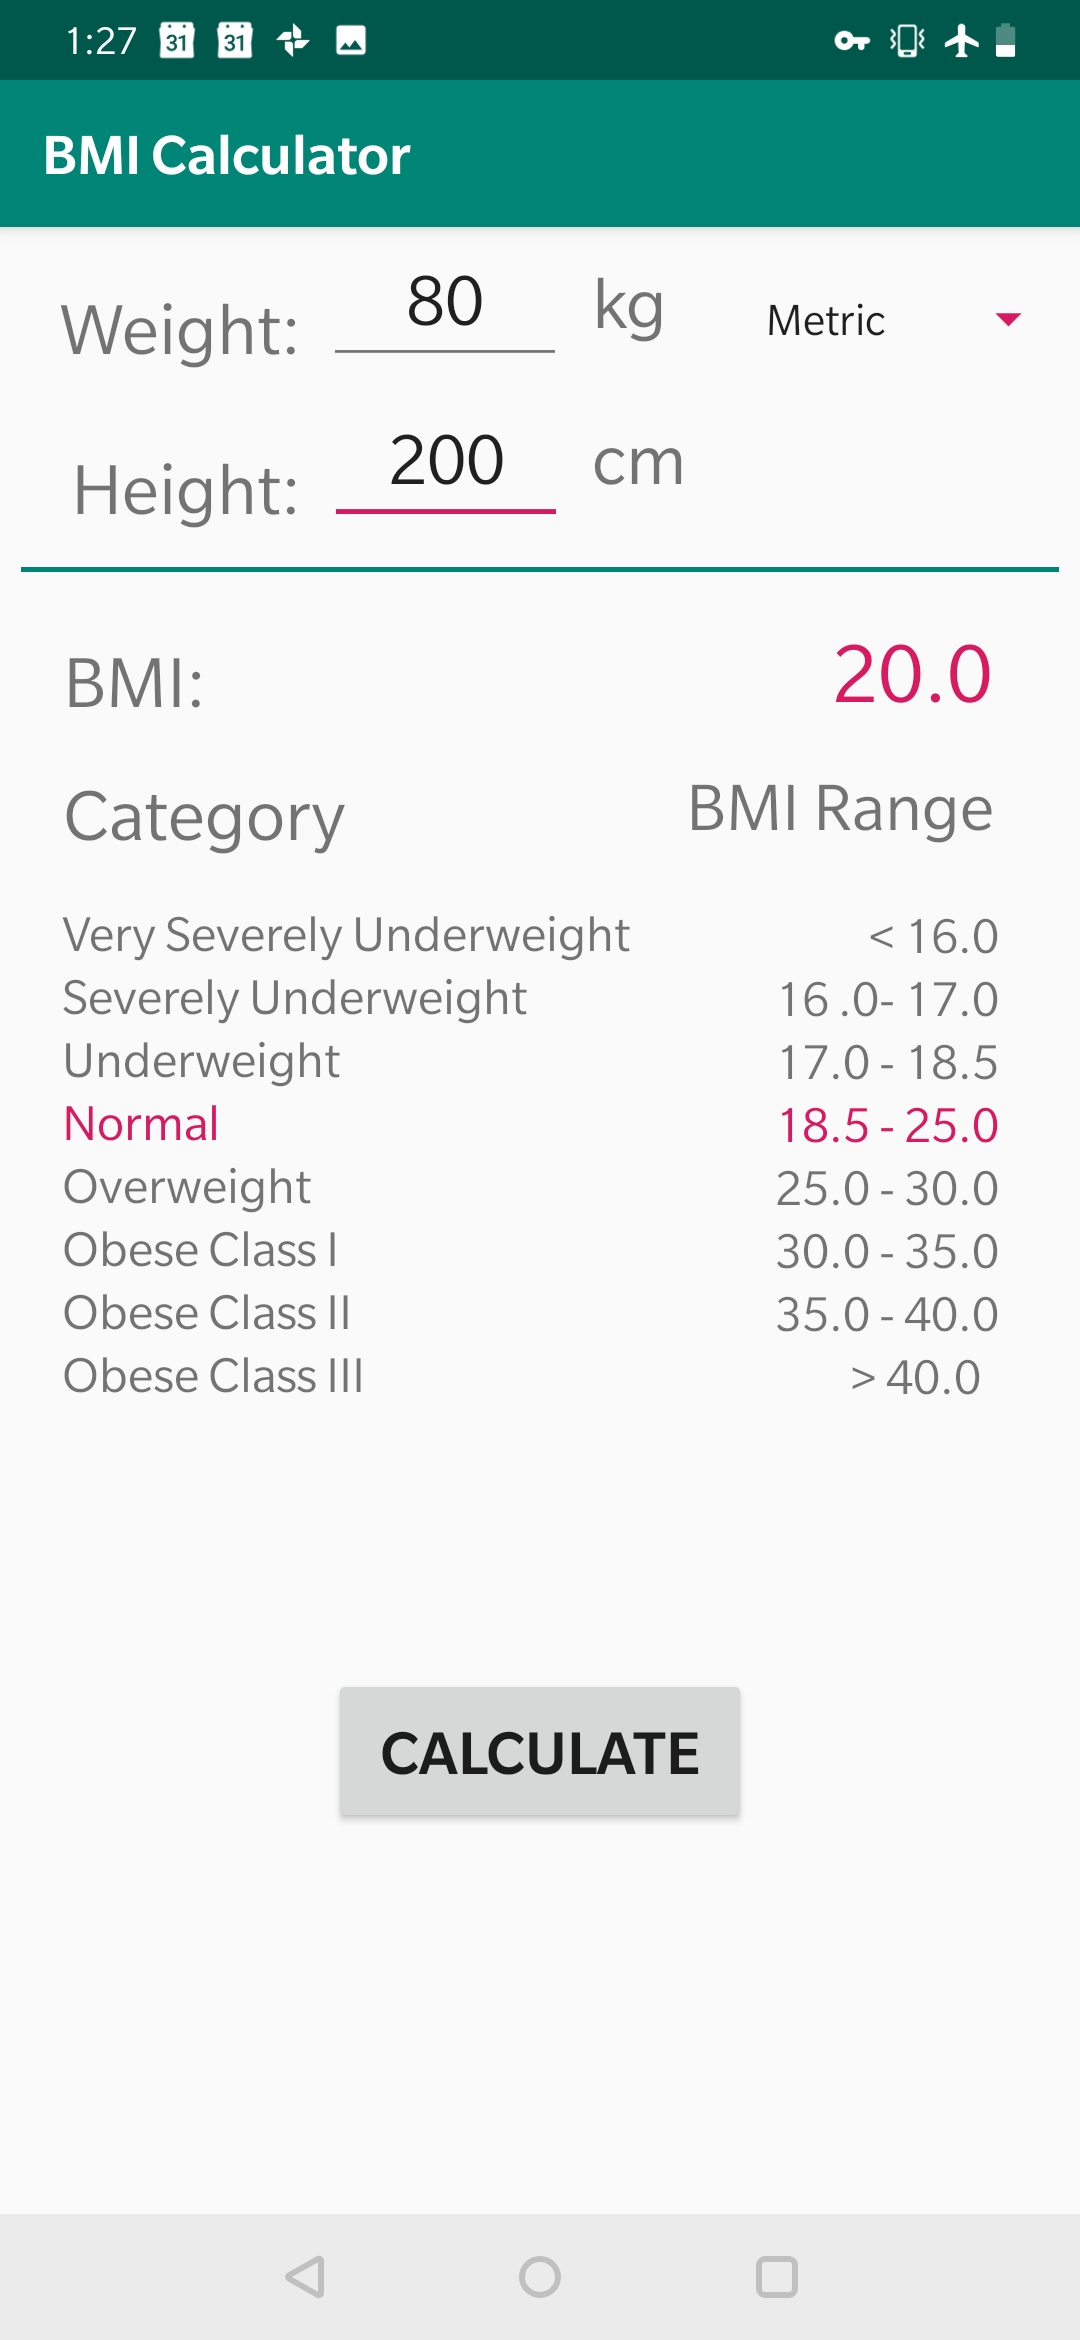 1:27 31 31
BMI Calculator
Weight: 80 kg Metric
Height: 200 cm
BMI: 20.0
Category BMI Range
Very Severely Underweight < 16.0
Severely Underweight 16 .0- 17.0
Underweight 17.0 - 18.5
Normal 18.5 - 25.0
Overweight 25.0 - 30.0
Obese Class I 30.0 - 35.0
Obese Class II 35.0 - 40.0
Obese Class III > 40.0
CALCULATE